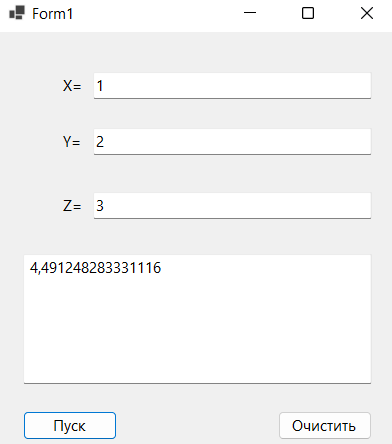 Form1
X= 1
Y= 2
Z= 3
4,491248283331116
Пуск Очистить